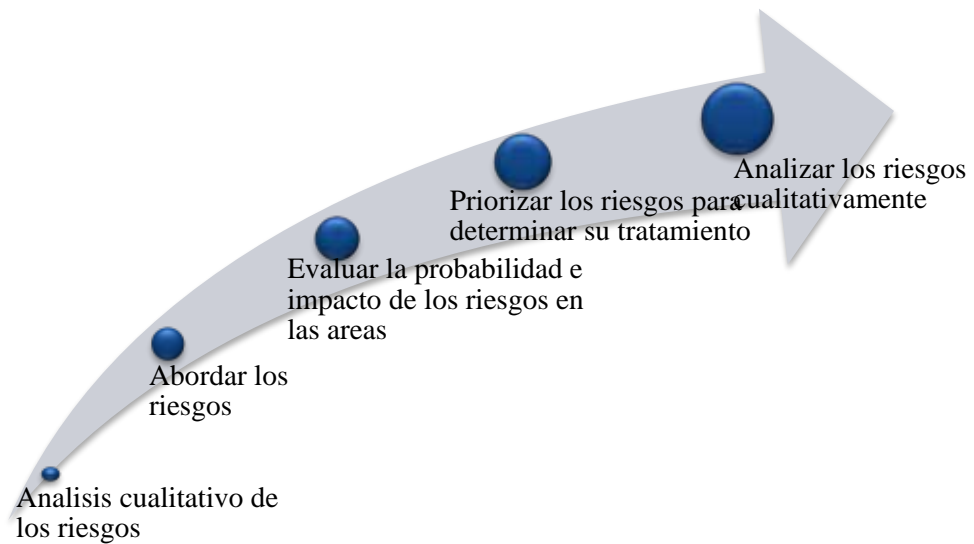 Analisis cualitativo de
los riesgos
Abordar los
riesgos
Evaluar la probabilidad e
impacto de los riesgos en
las areas
Priorizar los riesgos para
determinar su tratamiento
Analizar los riesgos
cualitativamente